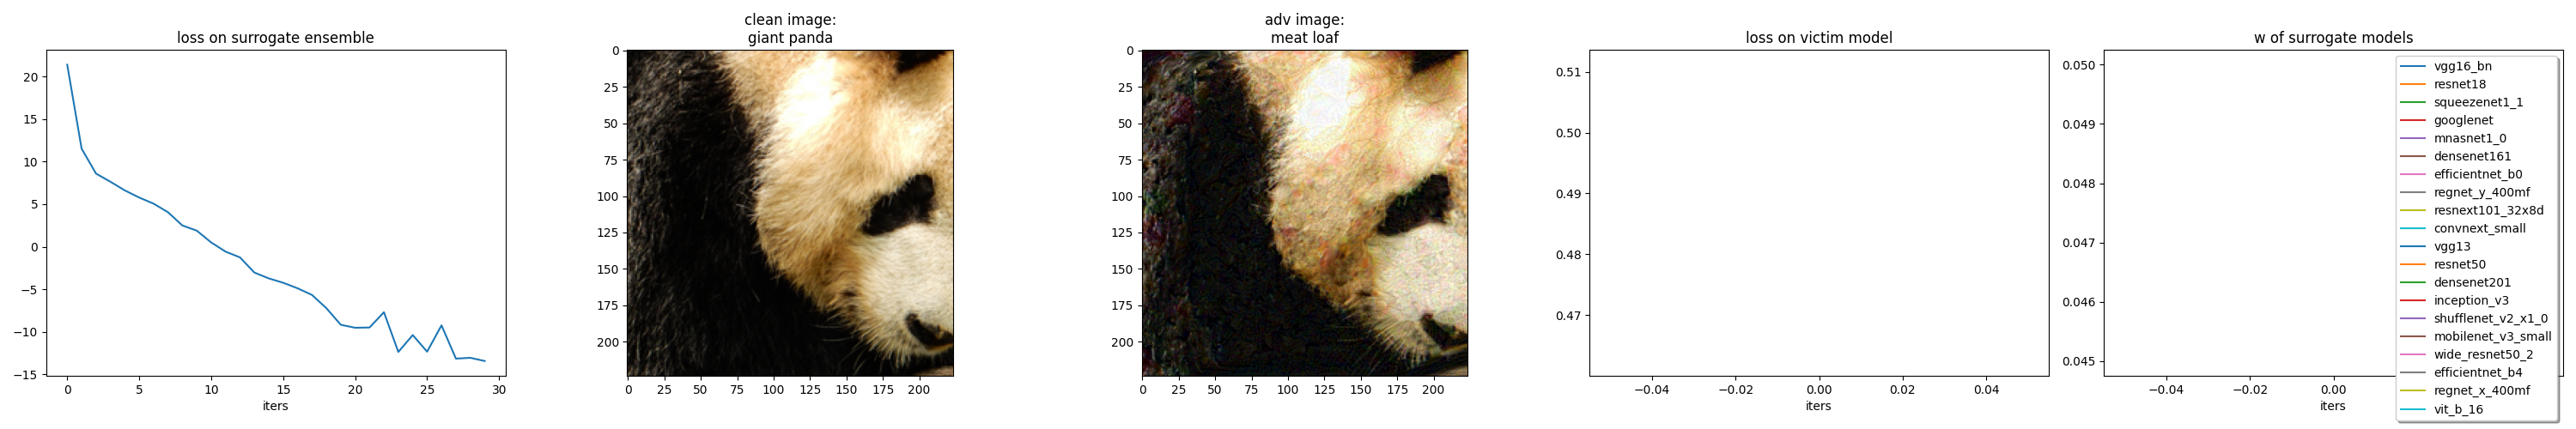 loss on surrogate ensemble
20
15
10
5
0
−5
−10
−15
0 5 10 15 20 25 30
iters
clean image:
giant panda
0
25
50
75
100
125
150
175
200
0 25 50 75 100 125 150 175 200
adv image:
meat loaf
0
25
50
75
100
125
150
175
200
0 25 50 75 100 125 150 175 200
loss on victim model
0.51
0.50
0.49
0.48
0.47
−0.04 −0.02 0.00 0.02 0.04
iters
w of surrogate models
0.050
0.049
0.048
0.047
0.046
0.045
−0.04 −0.02 0.00
iters
vgg16_bn
resnet18
squeezenet1_1
googlenet
mnasnet1_0
densenet161
efficientnet_b0
regnet_y_400mf
resnext101_32x8d
convnext_small
vgg13
resnet50
densenet201
inception_v3
shufflenet_v2_x1_0
mobilenet_v3_small
wide_resnet50_2
efficientnet_b4
regnet_x_400mf
vit_b_16